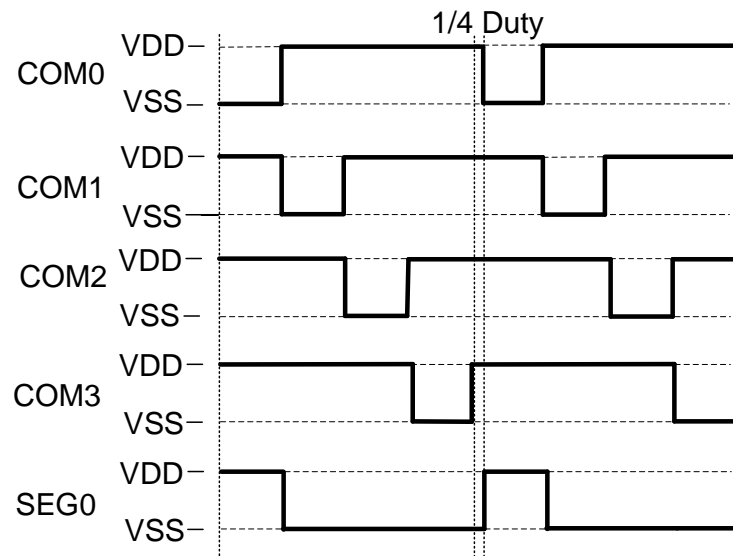 1/4 Duty
VDD
COM0
VSS
VDD
COM1
VSS
VDD
COM2
VSS
VDD
COM3
VSS
VDD
SEG0
VSS